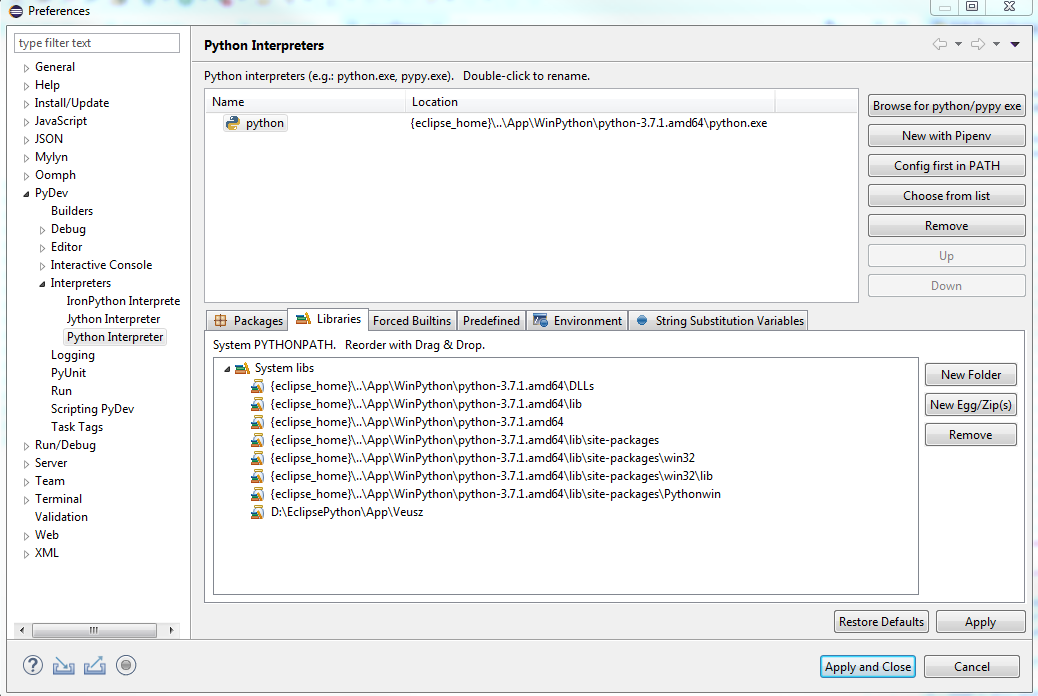 Preferences
type filter text
Python Interpreters
General
Help
Install/Update
JavaScript
JSON
Mylyn
Oomph
PyDev
Builders
Debug
Editor
Interactive Console
Interpreters
IronPython Interprete
Jython Interpreter
Python Interpreter
Logging
PyUnit
Run
Scripting PyDev
Task Tags
Run/Debug
Server
Team
Terminal
Validation
Web
XML
Python interpreters (e.g.: python.exe, pypy.exe).   Double-click to rename.
Name Location
python {eclipse_home}\..\App\WinPython\python-3.7.1.amd64\python.exe
Browse for python/pypy exe
New with Pipenv
Config first in PATH
Choose from list
Remove
Up
Down
Packages Libraries Forced Builtins Predefined Environment String Substitution Variables
System PYTHONPATH.   Reorder with Drag & Drop.
System libs
{eclipse_home}\..\App\WinPython\python-3.7.1.amd64\DLLs
{eclipse_home}\..\App\WinPython\python-3.7.1.amd64\lib
{eclipse_home}\..\App\WinPython\python-3.7.1.amd64
{eclipse_home}\..\App\WinPython\python-3.7.1.amd64\lib\site-packages
{eclipse_home}\..\App\WinPython\python-3.7.1.amd64\lib\site-packages\win32
{eclipse_home}\..\App\WinPython\python-3.7.1.amd64\lib\site-packages\win32\lib
{eclipse_home}\..\App\WinPython\python-3.7.1.amd64\lib\site-packages\Pythonwin
D:\EclipsePython\App\Veusz
New Folder
New Egg/Zip(s)
Remove
Restore Defaults Apply
Apply and Close Cancel